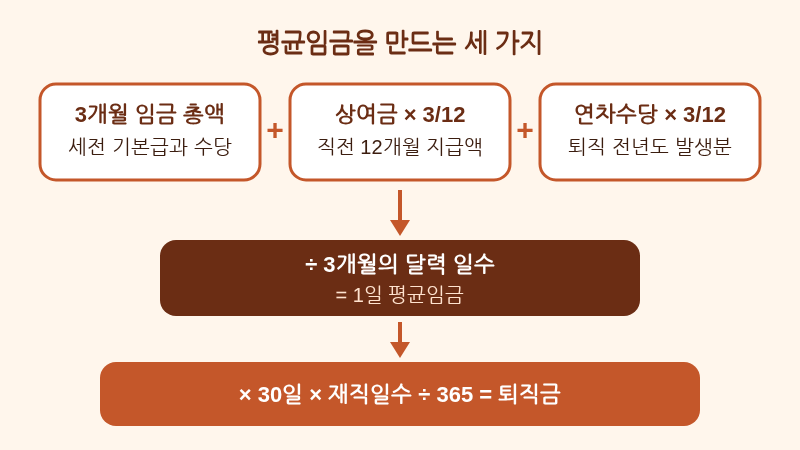 평균임금을 만드는 세 가지
3개월 임금 총액
세전 기본급과 수당
+
상여금 × 3/12
직전 12개월 지급액
+
연차수당 × 3/12
퇴직 전년도 발생분
÷ 3개월의 달력 일수
= 1일 평균임금
× 30일 × 재직일수 ÷ 365 = 퇴직금